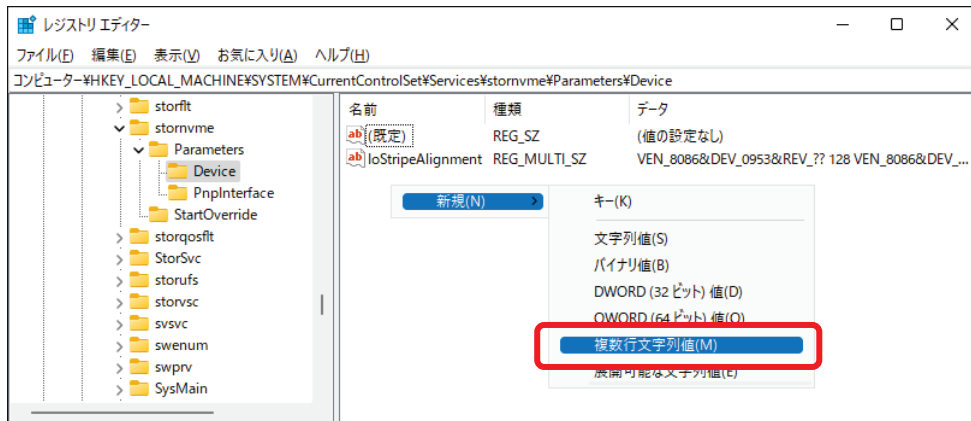 レジストリ エディター
ファイル(F) 編集(E) 表示(V) お気に入り(A) ヘルプ(H)
コンピューター¥HKEY_LOCAL_MACHINE¥SYSTEM¥CurrentControlSet¥Services¥stornvme¥Parameters¥Device
storflt
stornvme
Parameters
Device
PnpInterface
StartOverride
storqosflt
StorSvc
storufs
storvsc
svsvc
swenum
swprv
SysMain
名前 種類 データ
ab (既定) REG_SZ (値の設定なし)
ab IoStripeAlignment REG_MULTI_SZ VEN_8086&DEV_0953&REV_?? 128 VEN_8086&DEV_...
新規(N)
キー(K)
文字列値(S)
バイナリ値(B)
DWORD (32 ビット) 値(D)
QWORD (64 ビット) 値(Q)
複数行文字列値(M)
展開可能な文字列値(E)